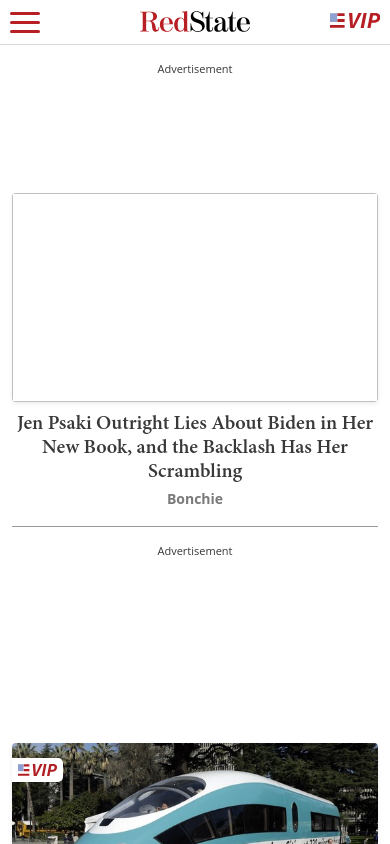 RedState
VIP
Advertisement
Jen Psaki Outright Lies About Biden in Her
New Book, and the Backlash Has Her
Scrambling
Bonchie
Advertisement
VIP